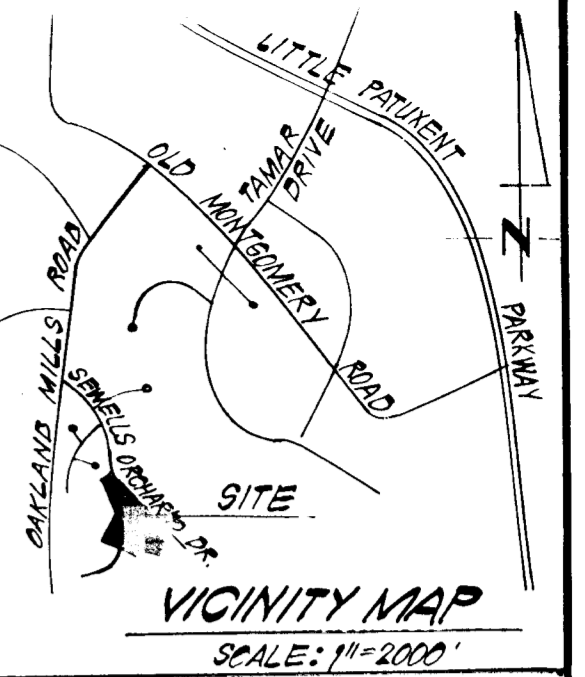 LITTLE PATUXENT PARKWAY
TAMAR DRIVE
OLD MONTGOMERY ROAD
N
OAKLAND MILLS ROAD
SEWELLS ORCHARD DR.
SITE
VICINITY MAP
SCALE: 1"=2000'